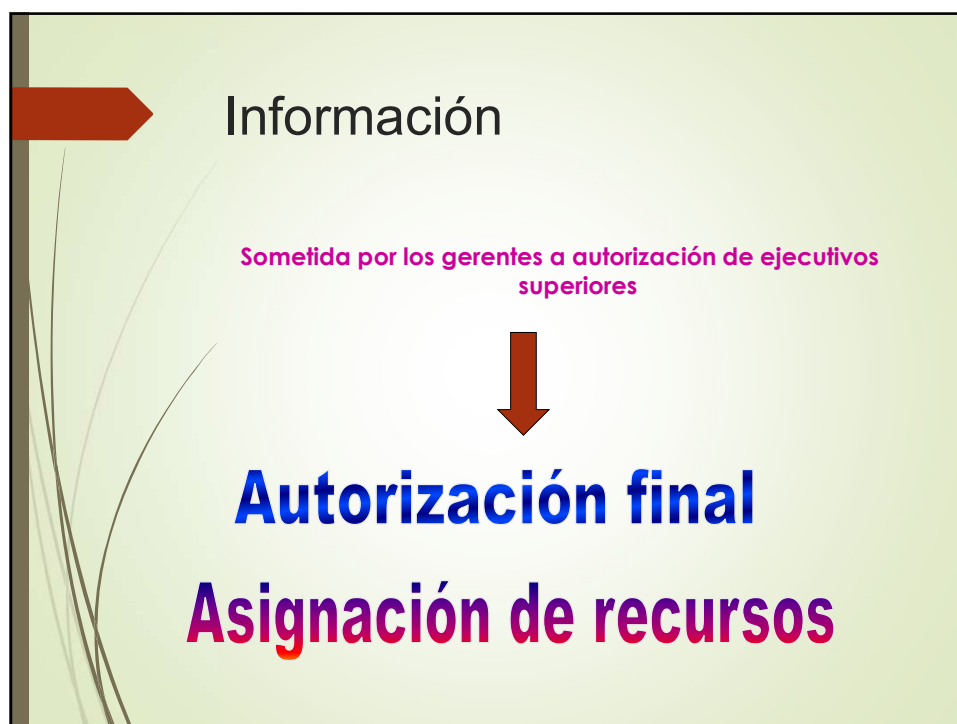 Información
Sometida por los gerentes a autorización de ejecutivos
superiores
Autorización final
Asignación de recursos